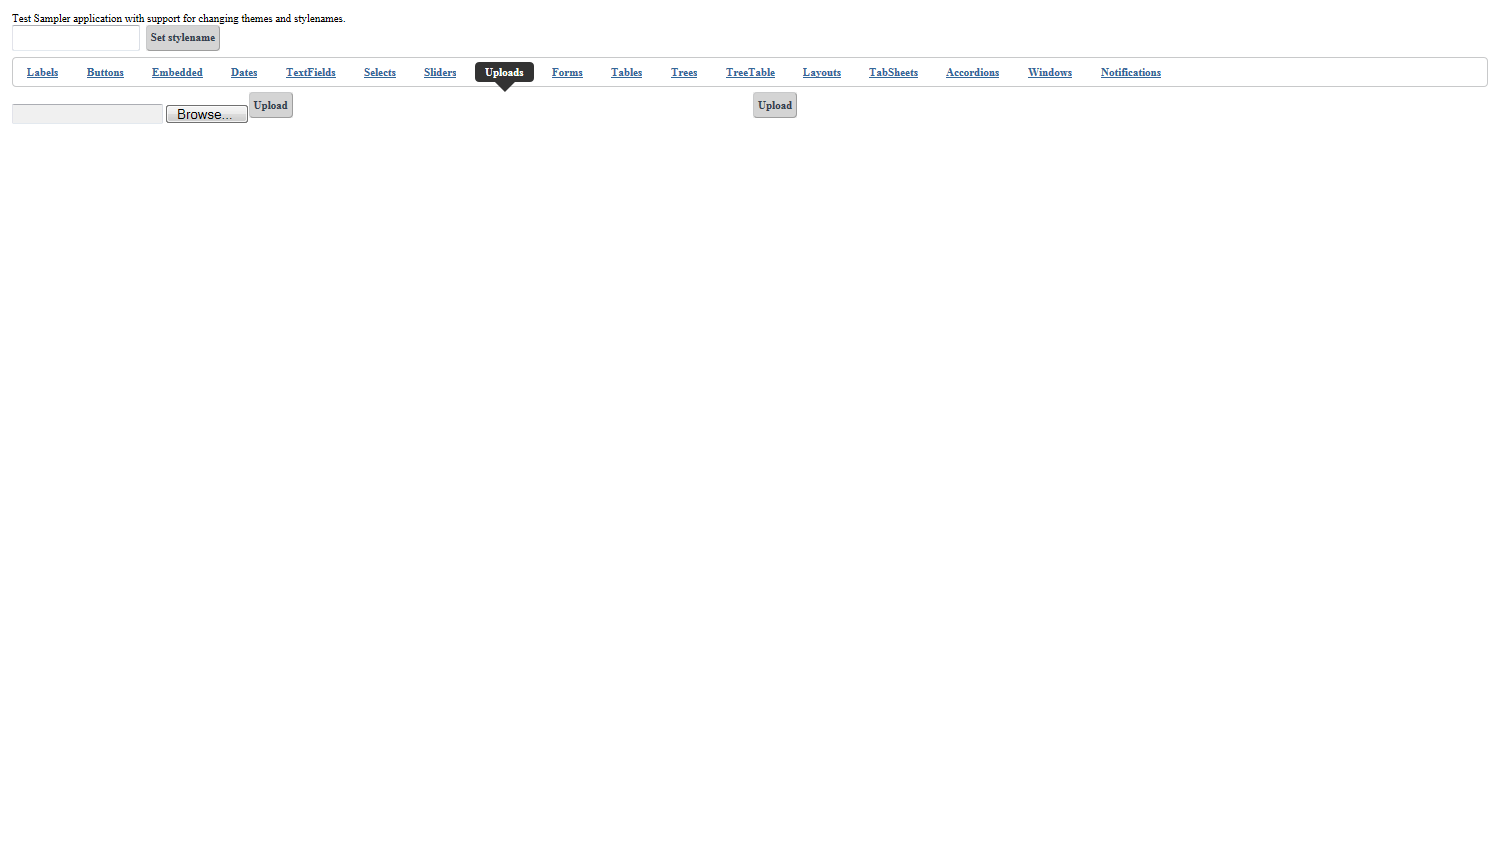 Test Sampler application with support for changing themes and stylenames.
Set stylename
Labels Buttons Embedded Dates TextFields Selects Sliders Uploads Forms Tables Trees TreeTable Layouts TabSheets Accordions Windows Notifications
Browse... Upload Upload